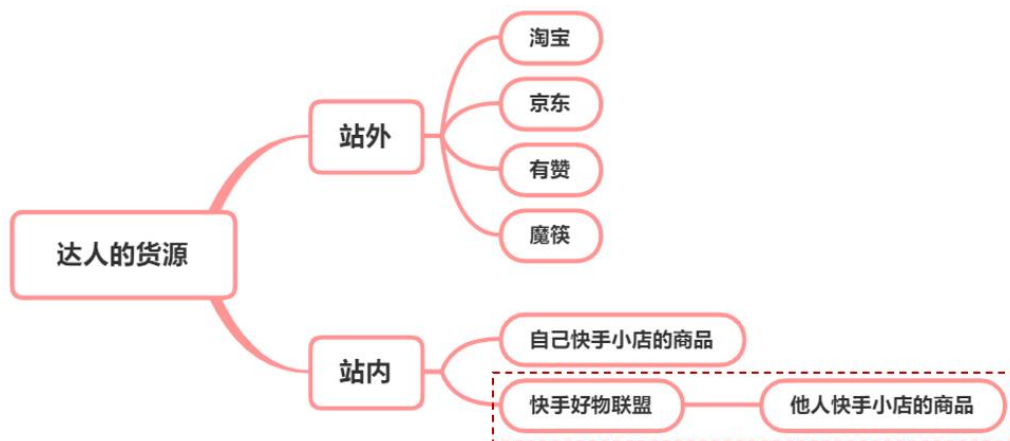 达人的货源
站外
淘宝
京东
有赞
魔筷
站内
自己快手小店的商品
快手好物联盟
他人快手小店的商品